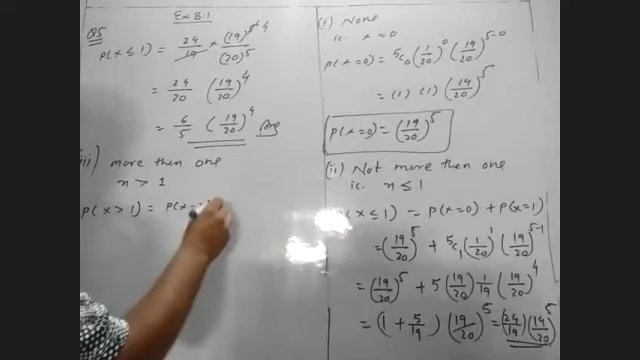 Ex 8.1
Q5
P(x ≤ 1) = 24/19 × (19)^5 4/(20)^5
= 24/20 (19/20)^4
= 6/5 (19/20)^4 Ans
(iii) more then one
n > 1
P(x > 1) = P(x=
(i) None
ic. x = 0
P(x=0) = 5c0 (1/20)^0 (19/20)^5-0
= (1) (1) (19/20)^5
P(x=0) = (19/20)^5
(ii) Not more then one
ic. n ≤ 1
P(x ≤ 1) = P(x=0) + P(x=1)
= (19/20)^5 + 5c1 (1/20)^1 (19/20)^5-1
= (19/20)^5 + 5 (19/20) 1/19 (19/20)^4
= (1 + 5/19) (19/20)^5 = (24/19) (19/20)^5